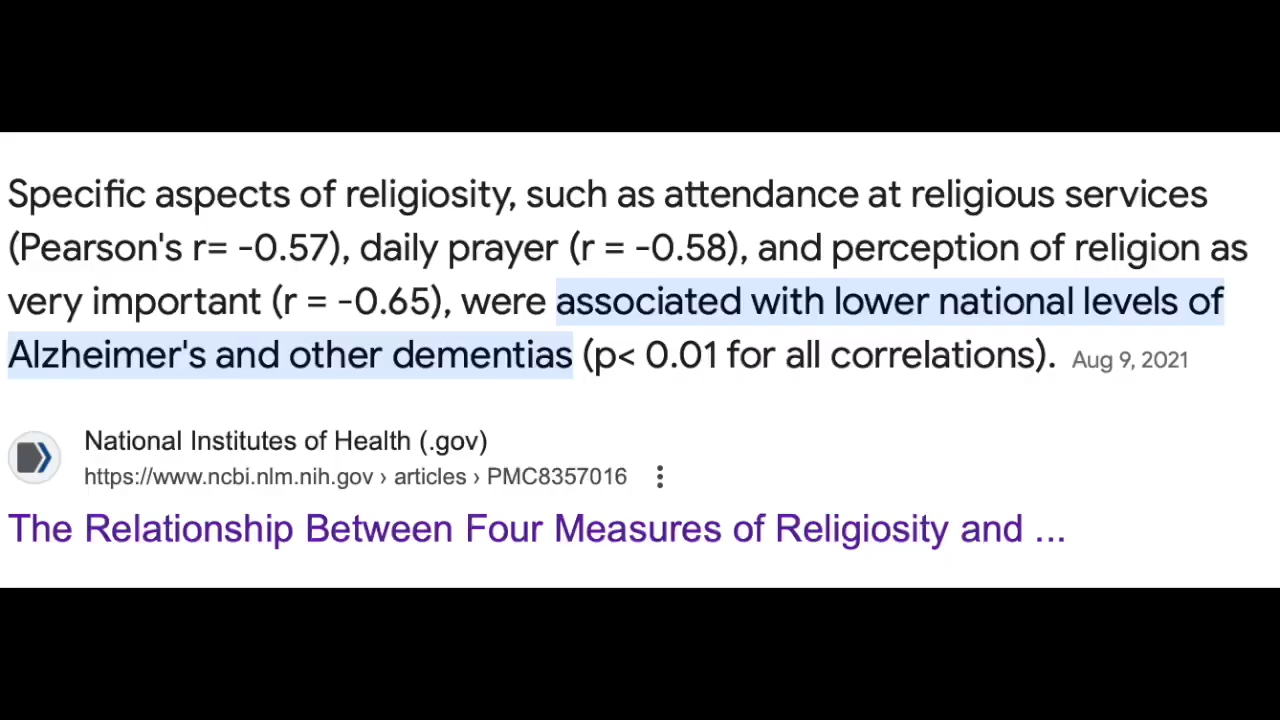 Specific aspects of religiosity, such as attendance at religious services
(Pearson's r= -0.57), daily prayer (r = -0.58), and perception of religion as
very important (r = -0.65), were associated with lower national levels of
Alzheimer's and other dementias (p< 0.01 for all correlations). Aug 9, 2021
National Institutes of Health (.gov)
https://www.ncbi.nlm.nih.gov › articles › PMC8357016
The Relationship Between Four Measures of Religiosity and ...